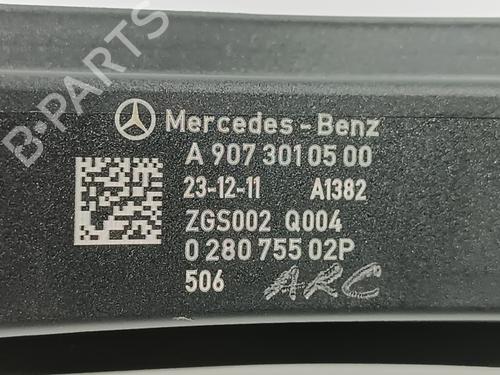 Mercedes-Benz
A 907 301 05 00
23-12-11 A1382
ZGS002 Q004
0 280 755 02P
506 ARC
B-PARTS